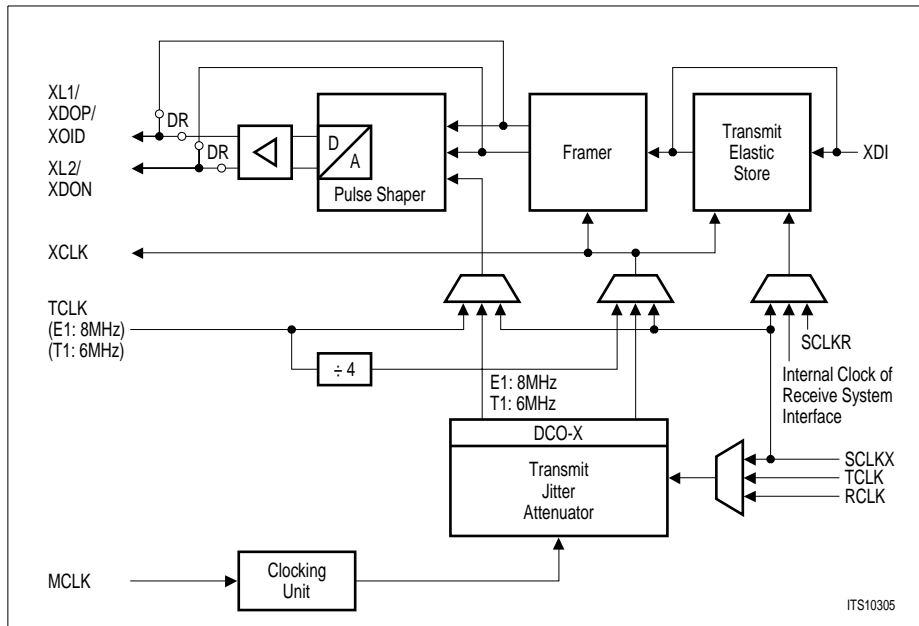 XL1/
XDOP/
XOID
DR
DR
XL2/
XDON
D
A
Pulse Shaper
Framer
Transmit
Elastic
Store
XDI
XCLK
TCLK
(E1: 8MHz)
(T1: 6MHz)
÷ 4
E1: 8MHz
T1: 6MHz
SCLKR
Internal Clock of
Receive System
Interface
DCO-X
Transmit
Jitter
Attenuator
SCLKX
TCLK
RCLK
MCLK
Clocking
Unit
ITS10305